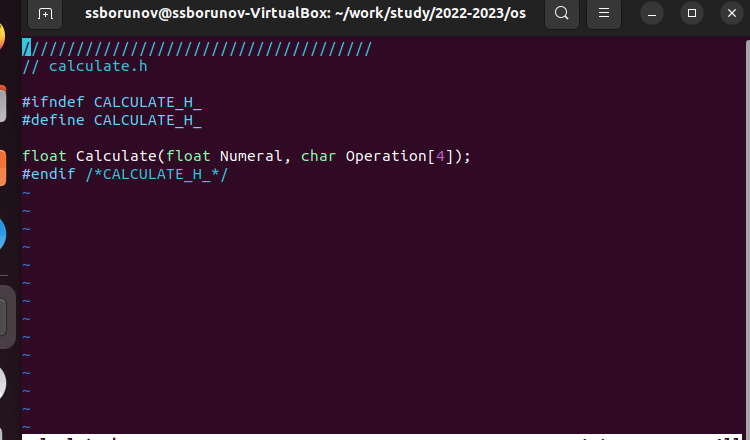 ssborunov@ssborunov-VirtualBox: ~/work/study/2022-2023/os
///////////////////////////////////////
// calculate.h
#ifndef CALCULATE_H_
#define CALCULATE_H_
float Calculate(float Numeral, char Operation[4]);
#endif /*CALCULATE_H_*/
~
~
~
~
~
~
~
~
~
~
~
~
~
~